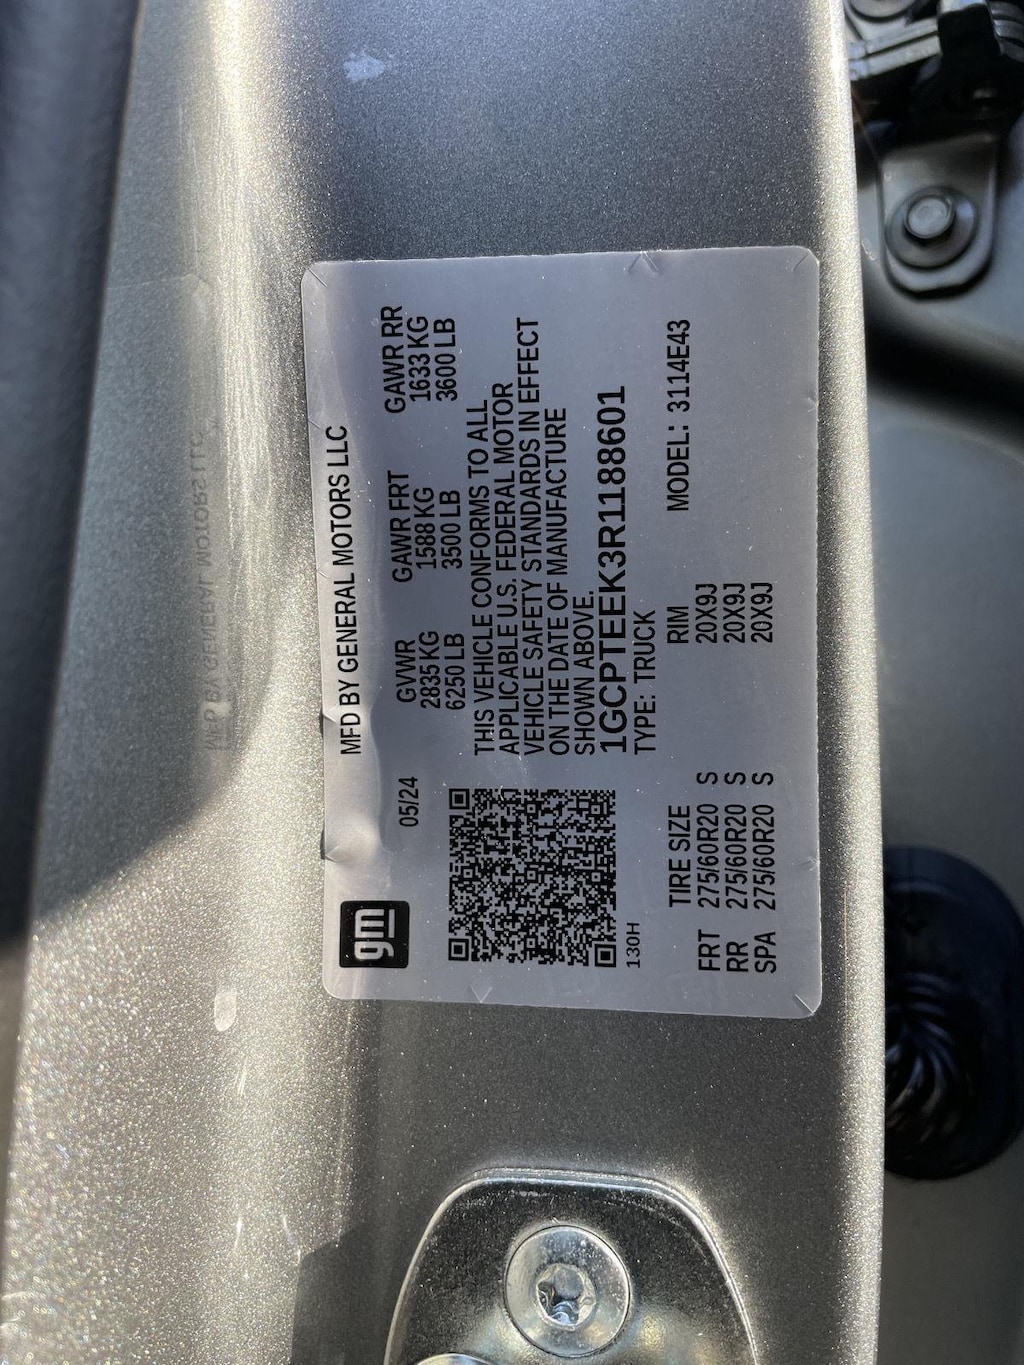 gm
MFD BY GENERAL MOTORS LLC
05/24
GVWR GAWR FRT GAWR RR
2835 KG 1588 KG 1633 KG
6250 LB 3500 LB 3600 LB
THIS VEHICLE CONFORMS TO ALL
APPLICABLE U.S. FEDERAL MOTOR
VEHICLE SAFETY STANDARDS IN EFFECT
ON THE DATE OF MANUFACTURE
SHOWN ABOVE.
1GCPTEEK3R1188601
130H
TYPE: TRUCK MODEL: 3114E43
TIRE SIZE RIM
FRT 275/60R20 S 20X9J
RR 275/60R20 S 20X9J
SPA 275/60R20 S 20X9J